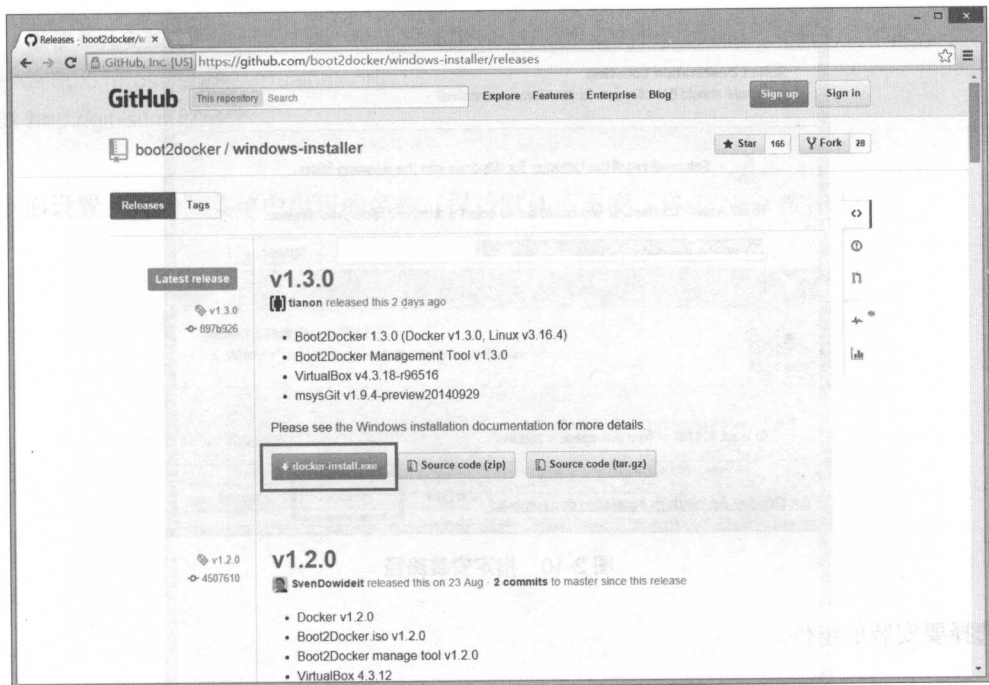 Releases · boot2docker/w
GitHub, Inc. [US] https://github.com/boot2docker/windows-installer/releases
GitHub This repository Search Explore Features Enterprise Blog Sign up Sign in
boot2docker / windows-installer Star 165 Fork 28
Releases Tags
Latest release v1.3.0
v1.3.0 tianon released this 2 days ago
897b926
Boot2Docker 1.3.0 (Docker v1.3.0, Linux v3.16.4)
Boot2Docker Management Tool v1.3.0
VirtualBox v4.3.18-r96516
msysGit v1.9.4-preview20140929
Please see the Windows installation documentation for more details.
docker-install.exe Source code (zip) Source code (tar.gz)
v1.2.0 v1.2.0
4507610 SvenDowideit released this on 23 Aug · 2 commits to master since this release
Docker v1.2.0
Boot2Docker.iso v1.2.0
Boot2Docker manage tool v1.2.0
VirtualBox 4.3.12